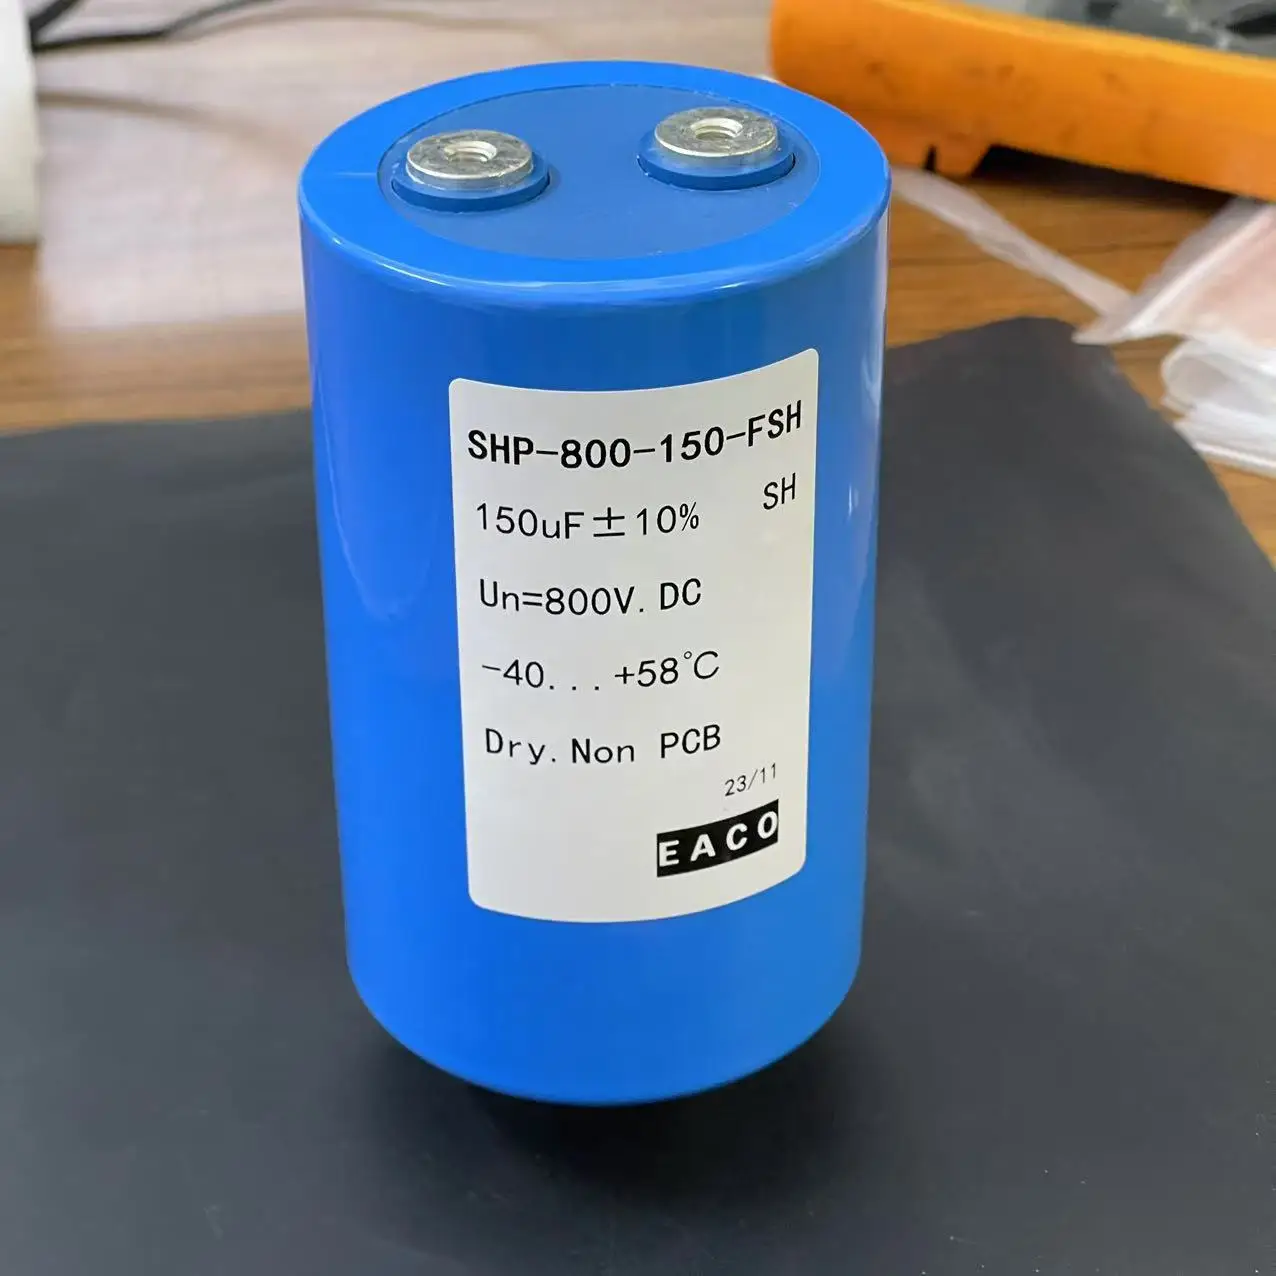 SHP-800-150-FSH
150uF±10% SH
Un=800V. DC
-40...+58°C
Dry. Non PCB
23/11
EACO